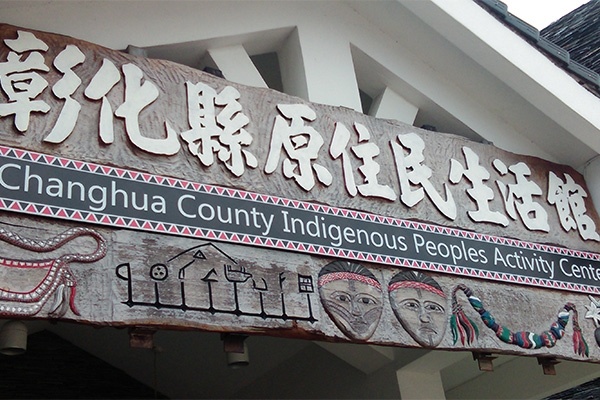 彰化縣原住民生活館
Changhua County Indigenous Peoples Activity Center